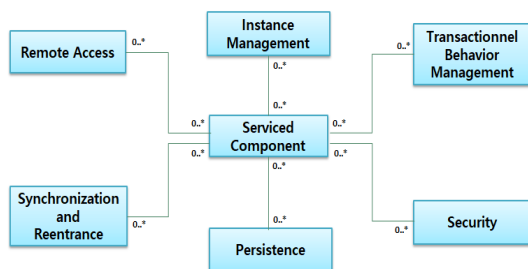 Instance
Management
Remote Access
Transactionnel
Behavior
Management
0..*
0..*
0..*
0..*
Serviced
Component
0..*
0..*
0..*
0..*
0..*
Synchronization
and
Reentrance
0..*
0..*
0..*
Security
Persistence